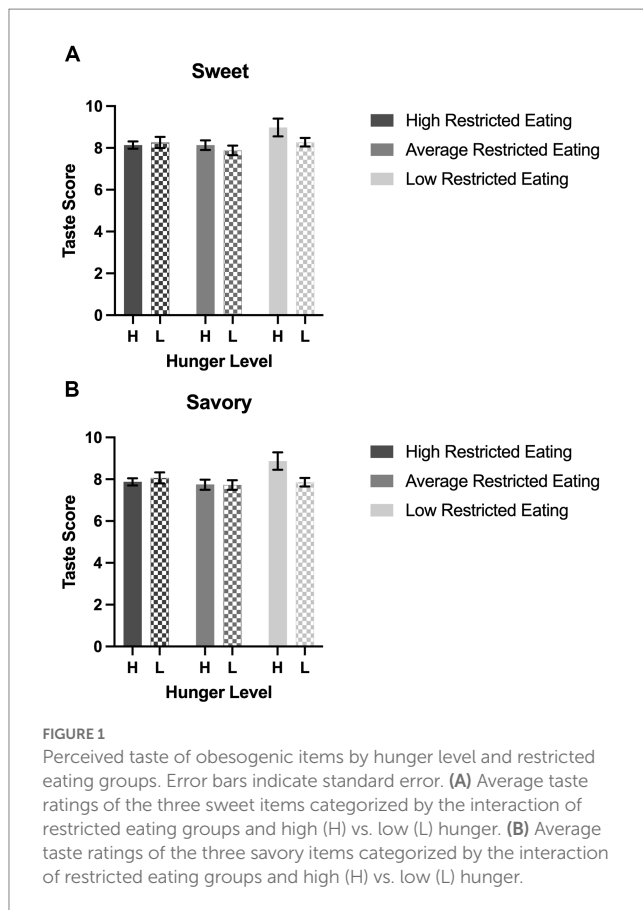 A
Sweet
10
8
6
4
2
0
Taste Score
H L H L H L
Hunger Level
High Restricted Eating
Average Restricted Eating
Low Restricted Eating
B
Savory
10
8
6
4
2
0
Taste Score
H L H L H L
Hunger Level
High Restricted Eating
Average Restricted Eating
Low Restricted Eating
FIGURE 1
Perceived taste of obesogenic items by hunger level and restricted
eating groups. Error bars indicate standard error. (A) Average taste
ratings of the three sweet items categorized by the interaction of
restricted eating groups and high (H) vs. low (L) hunger. (B) Average
taste ratings of the three savory items categorized by the interaction
of restricted eating groups and high (H) vs. low (L) hunger.